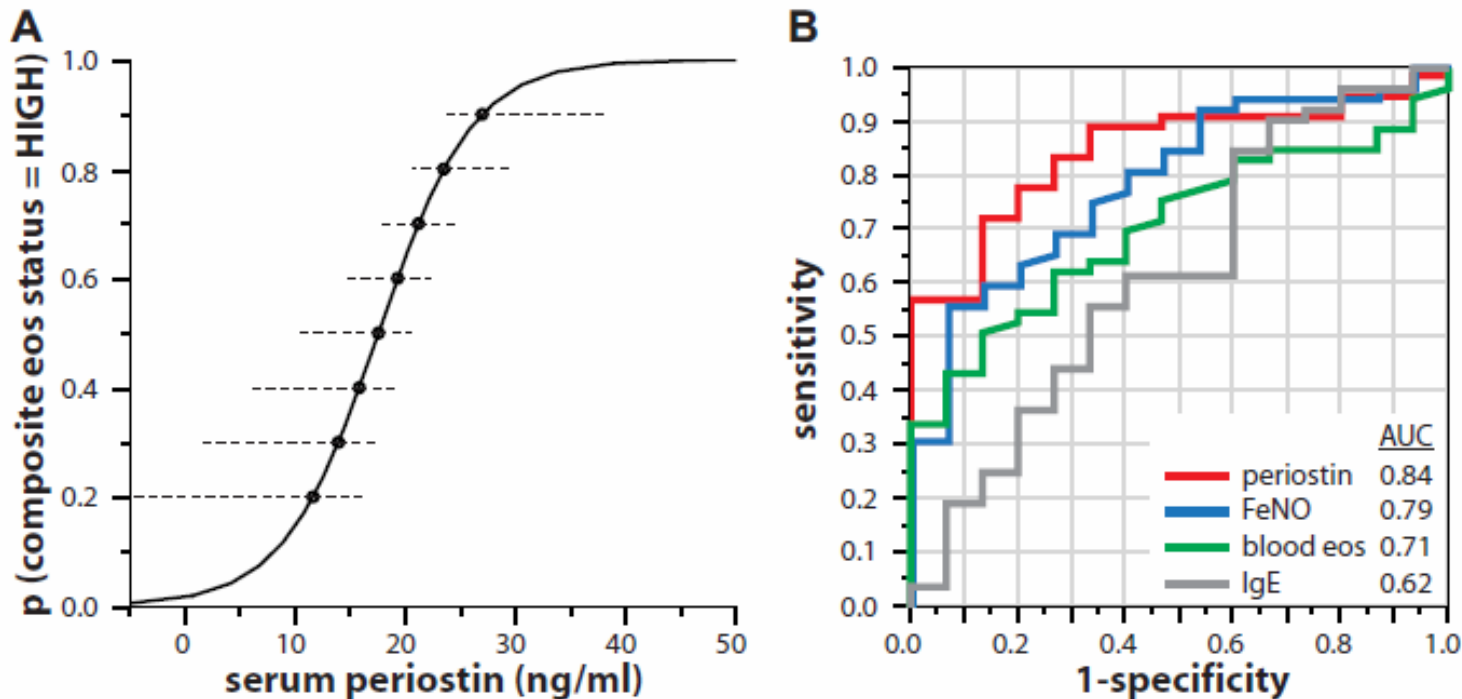 A
p (composite eos status = HIGH)
1.0
0.8
0.6
0.4
0.2
0.0
0 10 20 30 40 50
serum periostin (ng/ml)
B
sensitivity
1.0
0.9
0.8
0.7
0.6
0.5
0.4
0.3
0.2
0.1
0.0
0.0 0.2 0.4 0.6 0.8 1.0
1-specificity
AUC
periostin 0.84
FeNO 0.79
blood eos 0.71
IgE 0.62